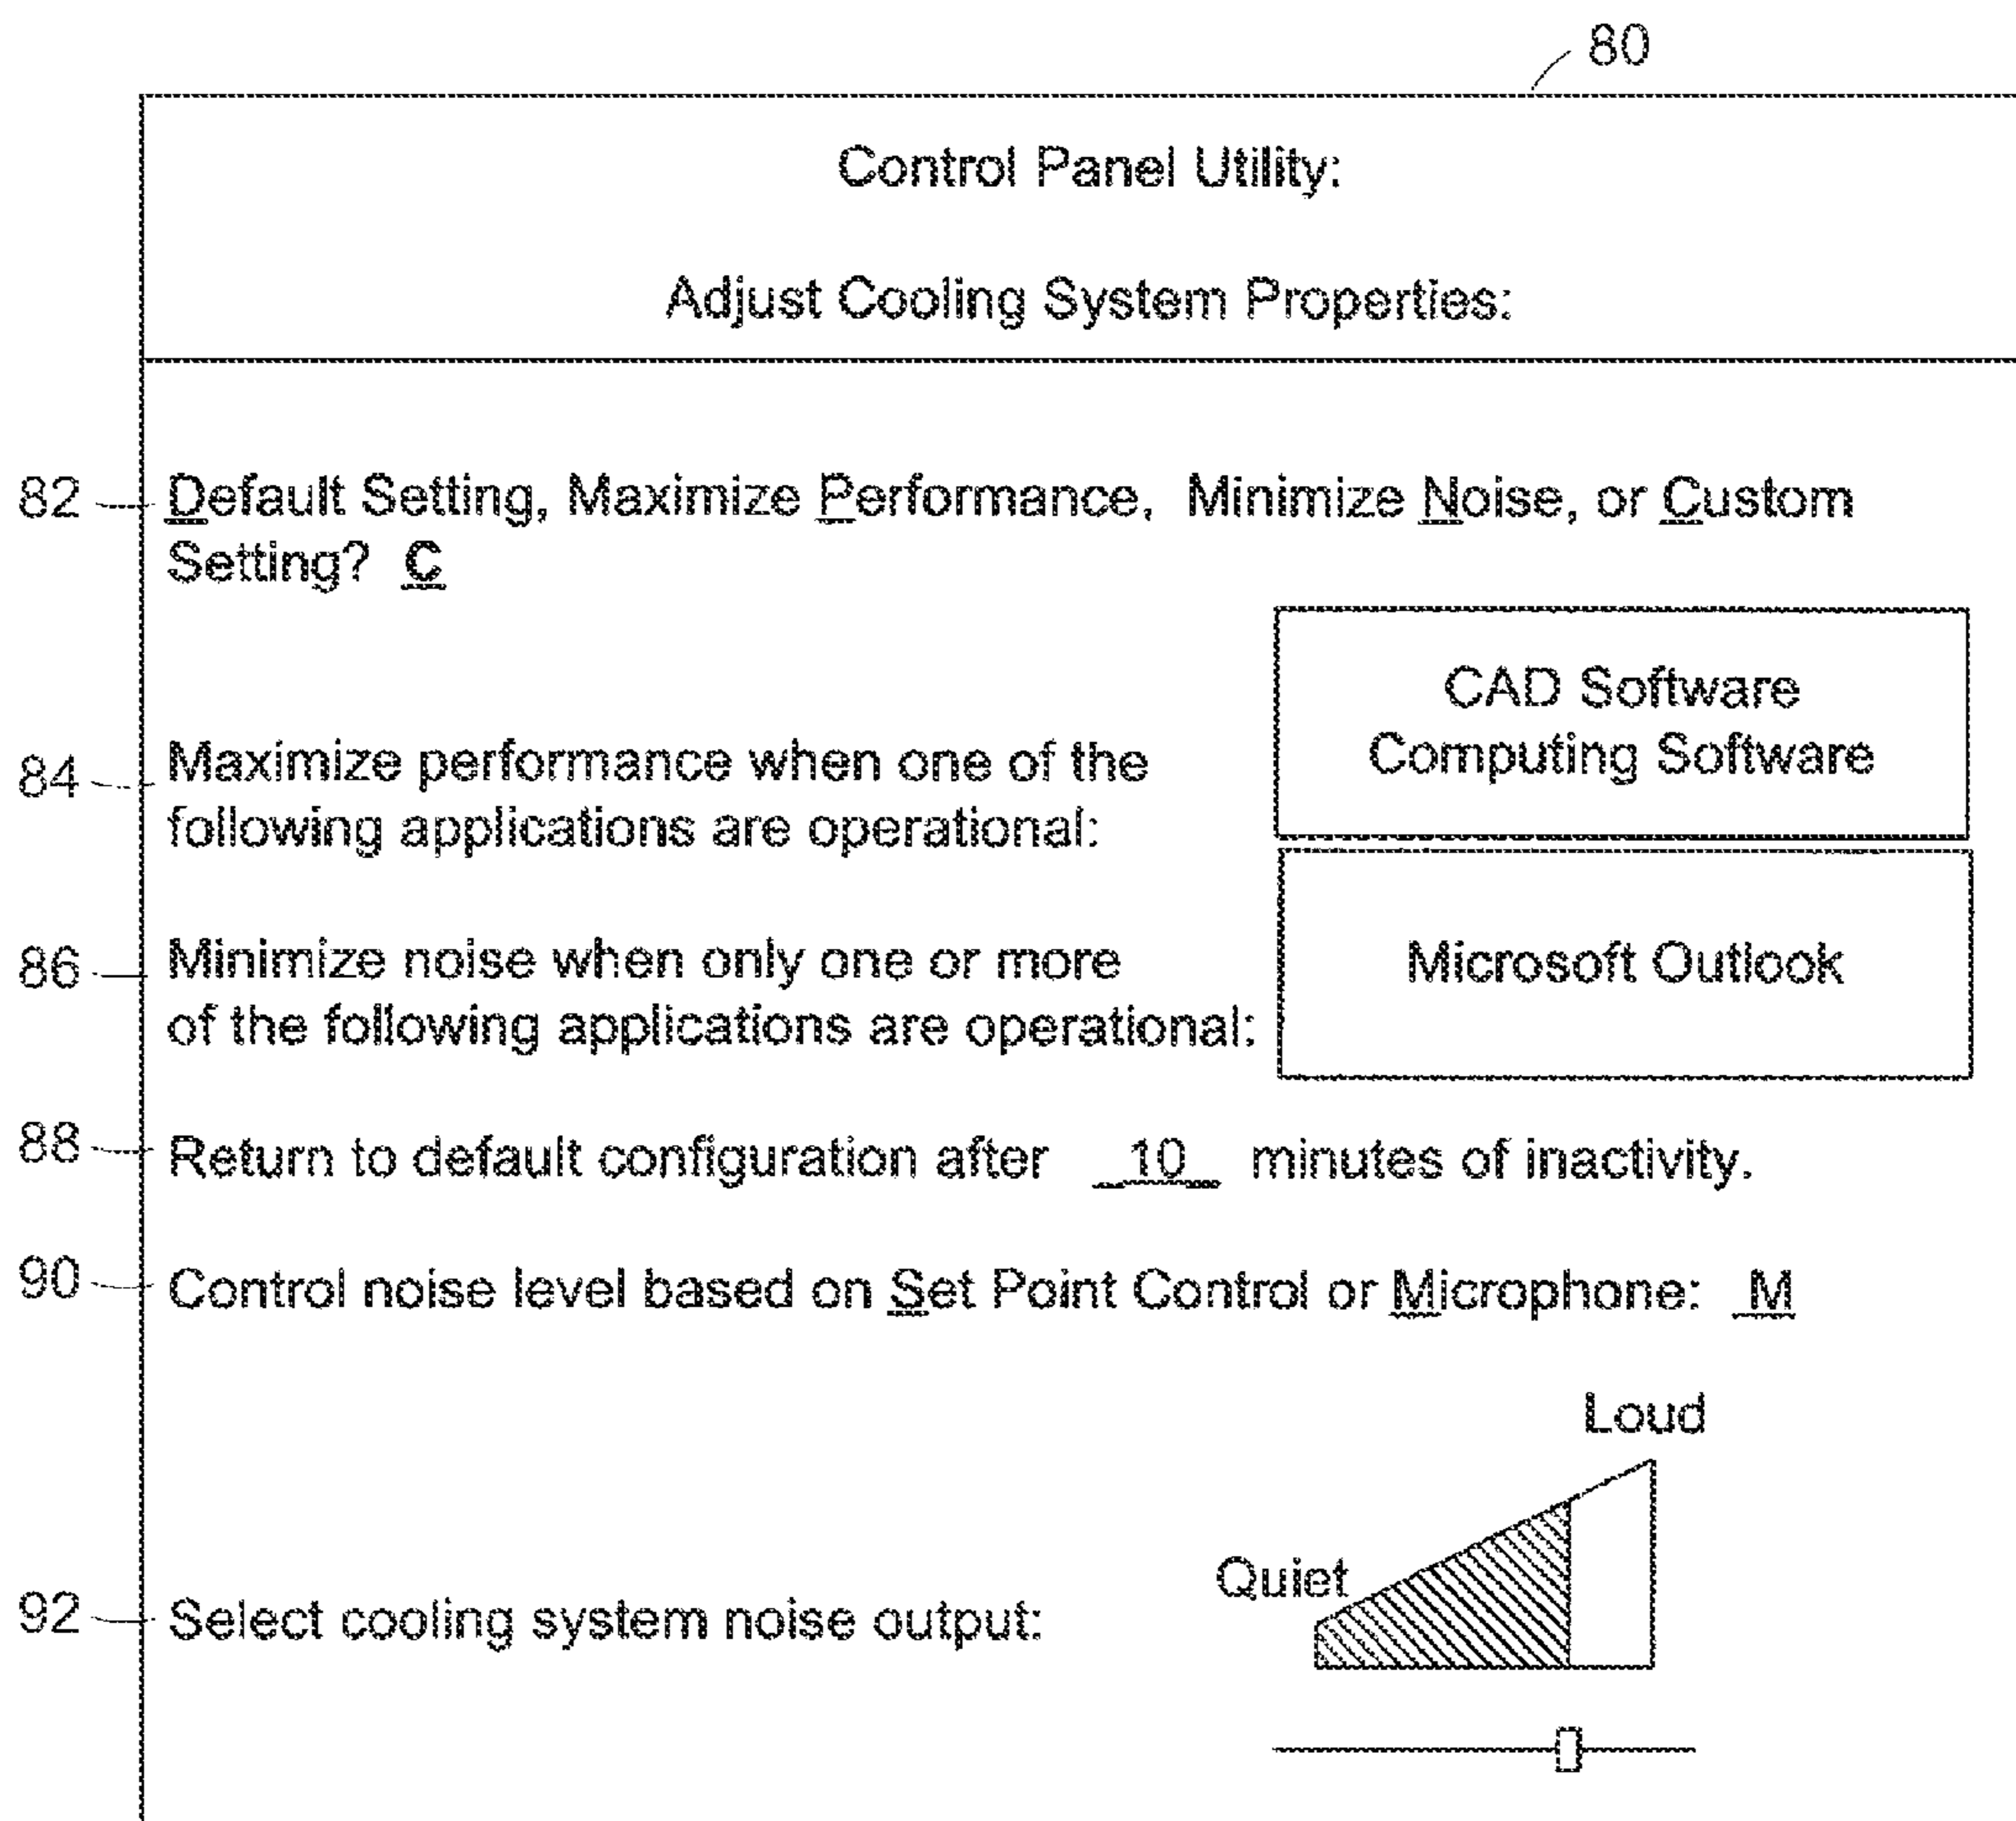 80
Control Panel Utility:
Adjust Cooling System Properties:
82 Default Setting, Maximize Performance, Minimize Noise, or Custom
Setting? C
CAD Software
Computing Software
84 Maximize performance when one of the
following applications are operational:
86 Minimize noise when only one or more
of the following applications are operational:
Microsoft Outlook
88 Return to default configuration after 10 minutes of inactivity.
90 Control noise level based on Set Point Control or Microphone: M
Loud
Quiet
92 Select cooling system noise output: